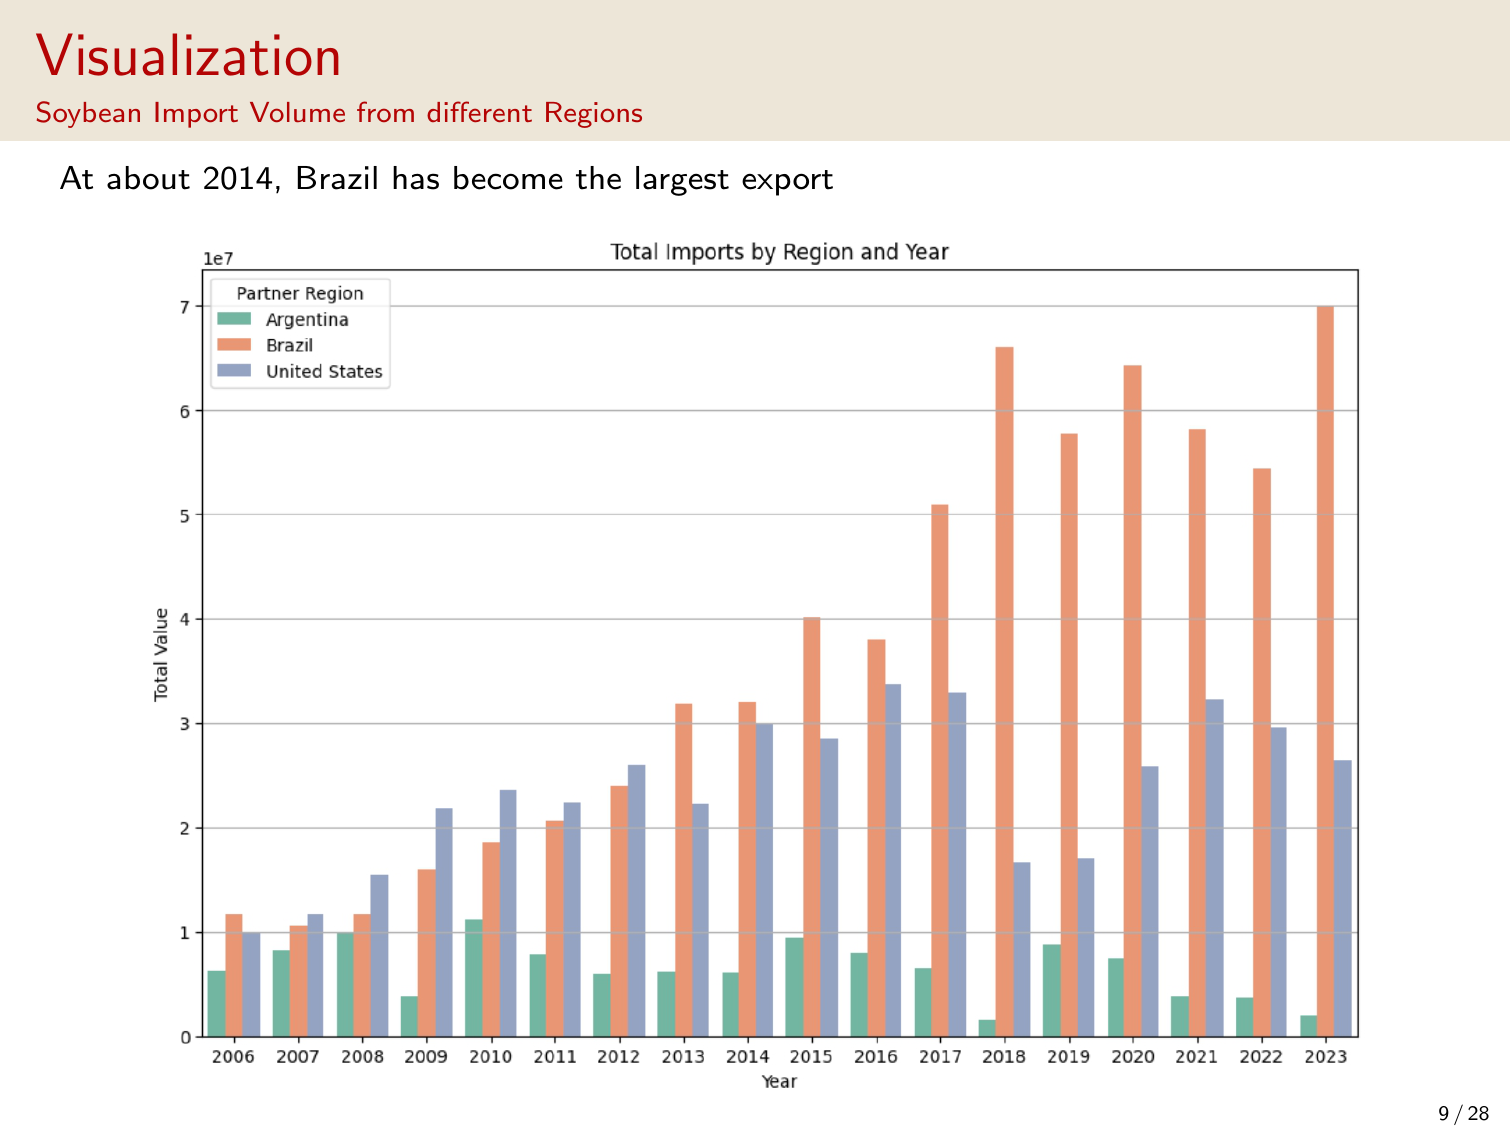 Visualization
Soybean Import Volume from different Regions
At about 2014, Brazil has become the largest export
Total Imports by Region and Year
1e7
Partner Region
Argentina
Brazil
United States
7
6
5
4
3
2
1
0
Total Value
2006 2007 2008 2009 2010 2011 2012 2013 2014 2015 2016 2017 2018 2019 2020 2021 2022 2023
Year
9 / 28